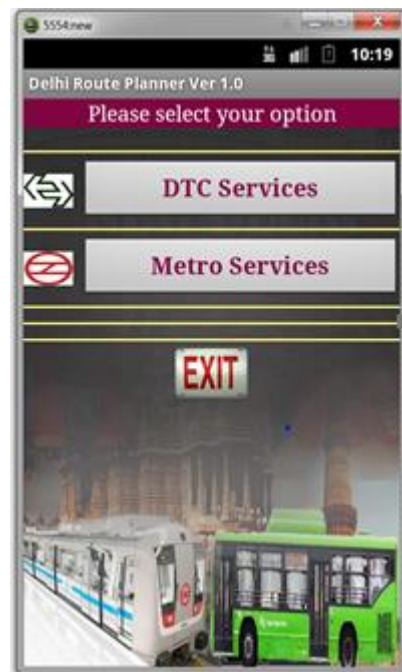 5554:new
3G 10:19
Delhi Route Planner Ver 1.0
Please select your option
DTC Services
Metro Services
EXIT